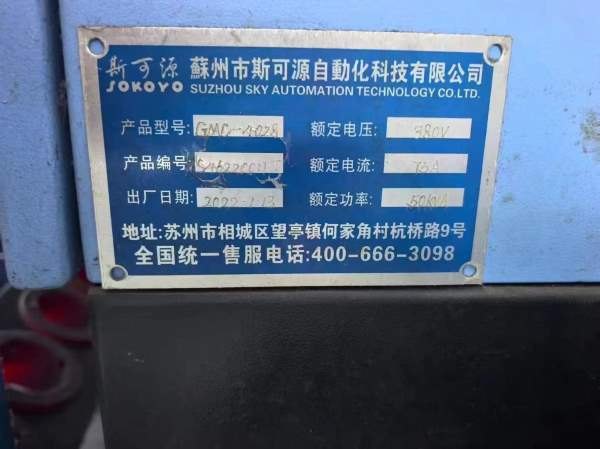 斯可源 蘇州市斯可源自動化科技有限公司
SOKOYO SUZHOU SKY AUTOMATION TECHNOLOGY CO.LTD.
产品型号: 额定电压: 380V
产品编号: 额定电流: 75A
出厂日期: 额定功率:
地址:苏州市相城区望亭镇何家角村杭桥路9号
全国统一售服电话:400-666-3098